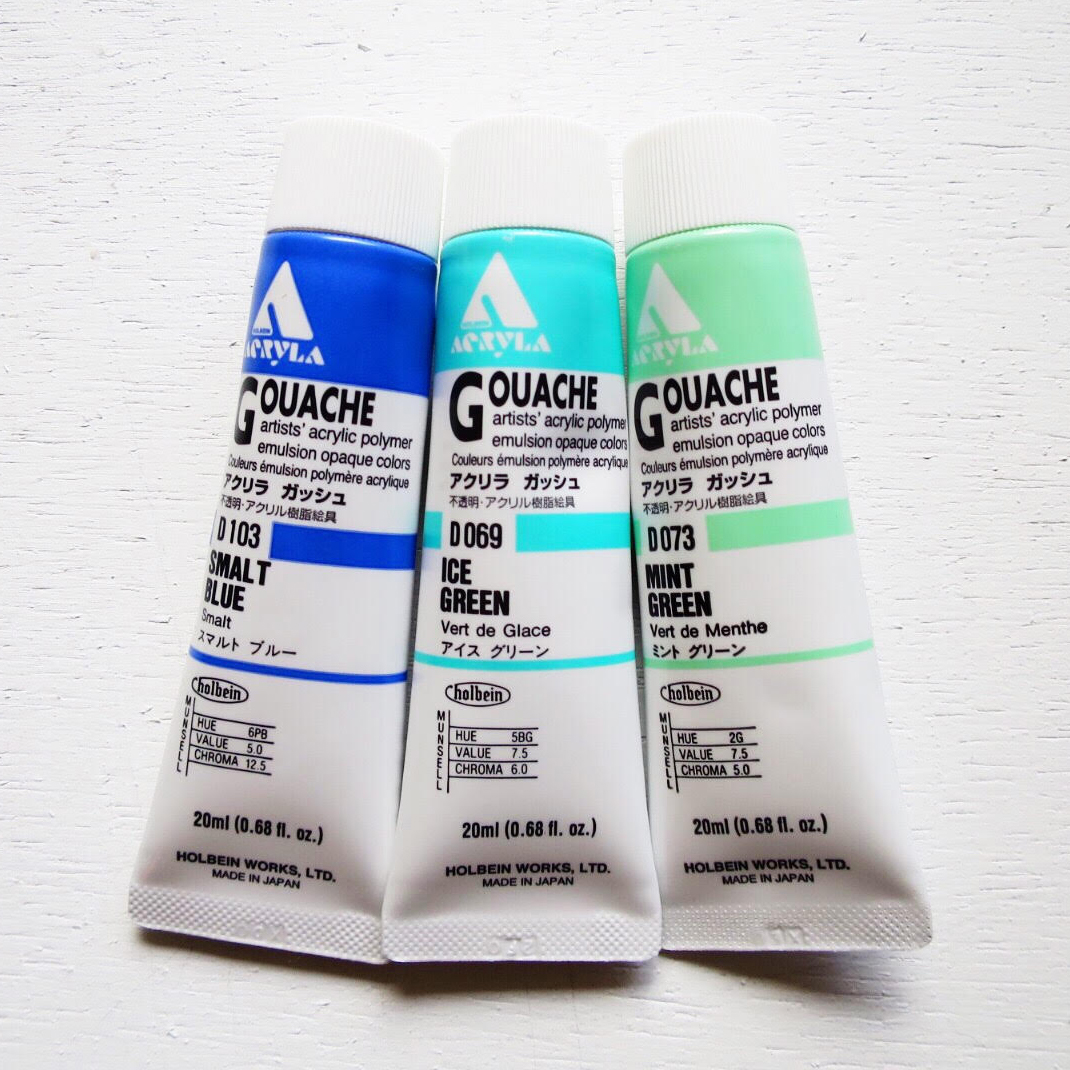 HOLBEIN
ACRYLA
GOUACHE
artists' acrylic polymer
emulsion opaque colors
Couleurs émulsion polymère acrylique
アクリラ ガッシュ
不透明・アクリル樹脂絵具
D103
SMALT
BLUE
Smalt
スマルト ブルー
holbein
MUNSELL
HUE 6PB
VALUE 5.0
CHROMA 12.5
20ml (0.68 fl. oz.)
HOLBEIN WORKS, LTD.
MADE IN JAPAN
HOLBEIN
ACRYLA
GOUACHE
artists' acrylic polymer
emulsion opaque colors
Couleurs émulsion polymère acrylique
アクリラ ガッシュ
不透明・アクリル樹脂絵具
D069
ICE
GREEN
Vert de Glace
アイス グリーン
holbein
MUNSELL
HUE 5BG
VALUE 7.5
CHROMA 6.0
20ml (0.68 fl. oz.)
HOLBEIN WORKS, LTD.
MADE IN JAPAN
HOLBEIN
ACRYLA
GOUACHE
artists' acrylic polymer
emulsion opaque colors
Couleurs émulsion polymère acrylique
アクリラ ガッシュ
不透明・アクリル樹脂絵具
D073
MINT
GREEN
Vert de Menthe
ミント グリーン
holbein
MUNSELL
HUE 2G
VALUE 7.5
CHROMA 5.0
20ml (0.68 fl. oz.)
HOLBEIN WORKS, LTD.
MADE IN JAPAN